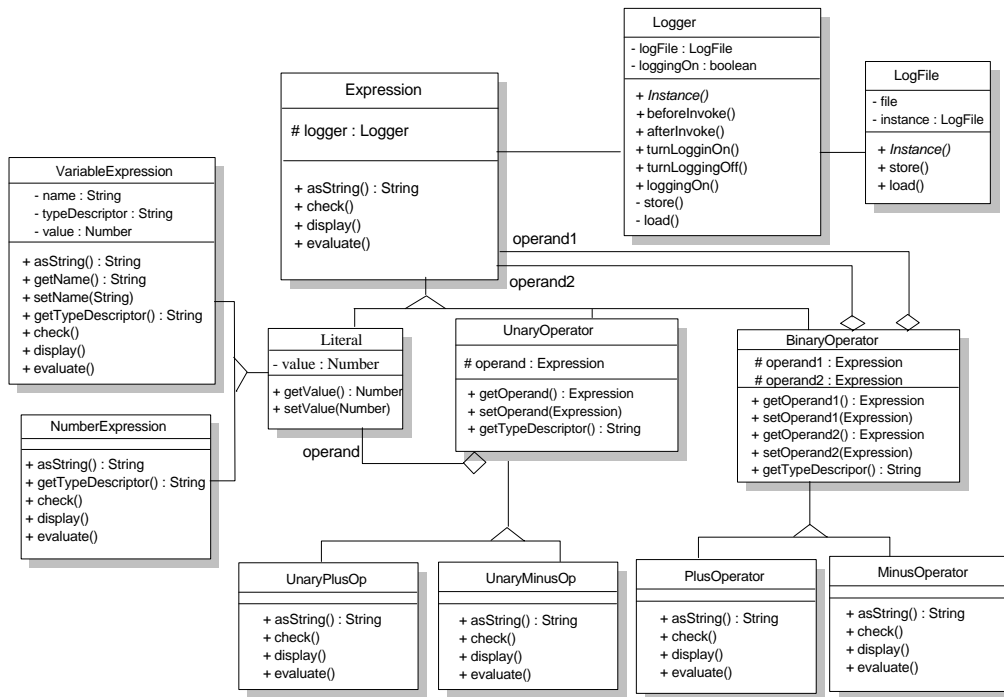 Logger
- logFile : LogFile
- loggingOn : boolean
+ Instance()
+ beforeInvoke()
+ afterInvoke()
+ turnLogginOn()
+ turnLoggingOff()
+ loggingOn()
- store()
- load()
LogFile
- file
- instance : LogFile
+ Instance()
+ store()
+ load()
Expression
# logger : Logger
+ asString() : String
+ check()
+ display()
+ evaluate()
VariableExpression
- name : String
- typeDescriptor : String
- value : Number
+ asString() : String
+ getName() : String
+ setName(String)
+ getTypeDescriptor() : String
+ check()
+ display()
+ evaluate()
operand1
operand2
Literal
- value : Number
+ getValue() : Number
+ setValue(Number)
UnaryOperator
# operand : Expression
+ getOperand() : Expression
+ setOperand(Expression)
+ getTypeDescriptor() : String
BinaryOperator
# operand1 : Expression
# operand2 : Expression
+ getOperand1() : Expression
+ setOperand1(Expression)
+ getOperand2() : Expression
+ setOperand2(Expression)
+ getTypeDescripor() : String
NumberExpression
+ asString() : String
+ getTypeDescriptor() : String
+ check()
+ display()
+ evaluate()
operand
UnaryPlusOp
+ asString() : String
+ check()
+ display()
+ evaluate()
UnaryMinusOp
+ asString() : String
+ check()
+ display()
+ evaluate()
PlusOperator
+ asString() : String
+ check()
+ display()
+ evaluate()
MinusOperator
+ asString() : String
+ check()
+ display()
+ evaluate()